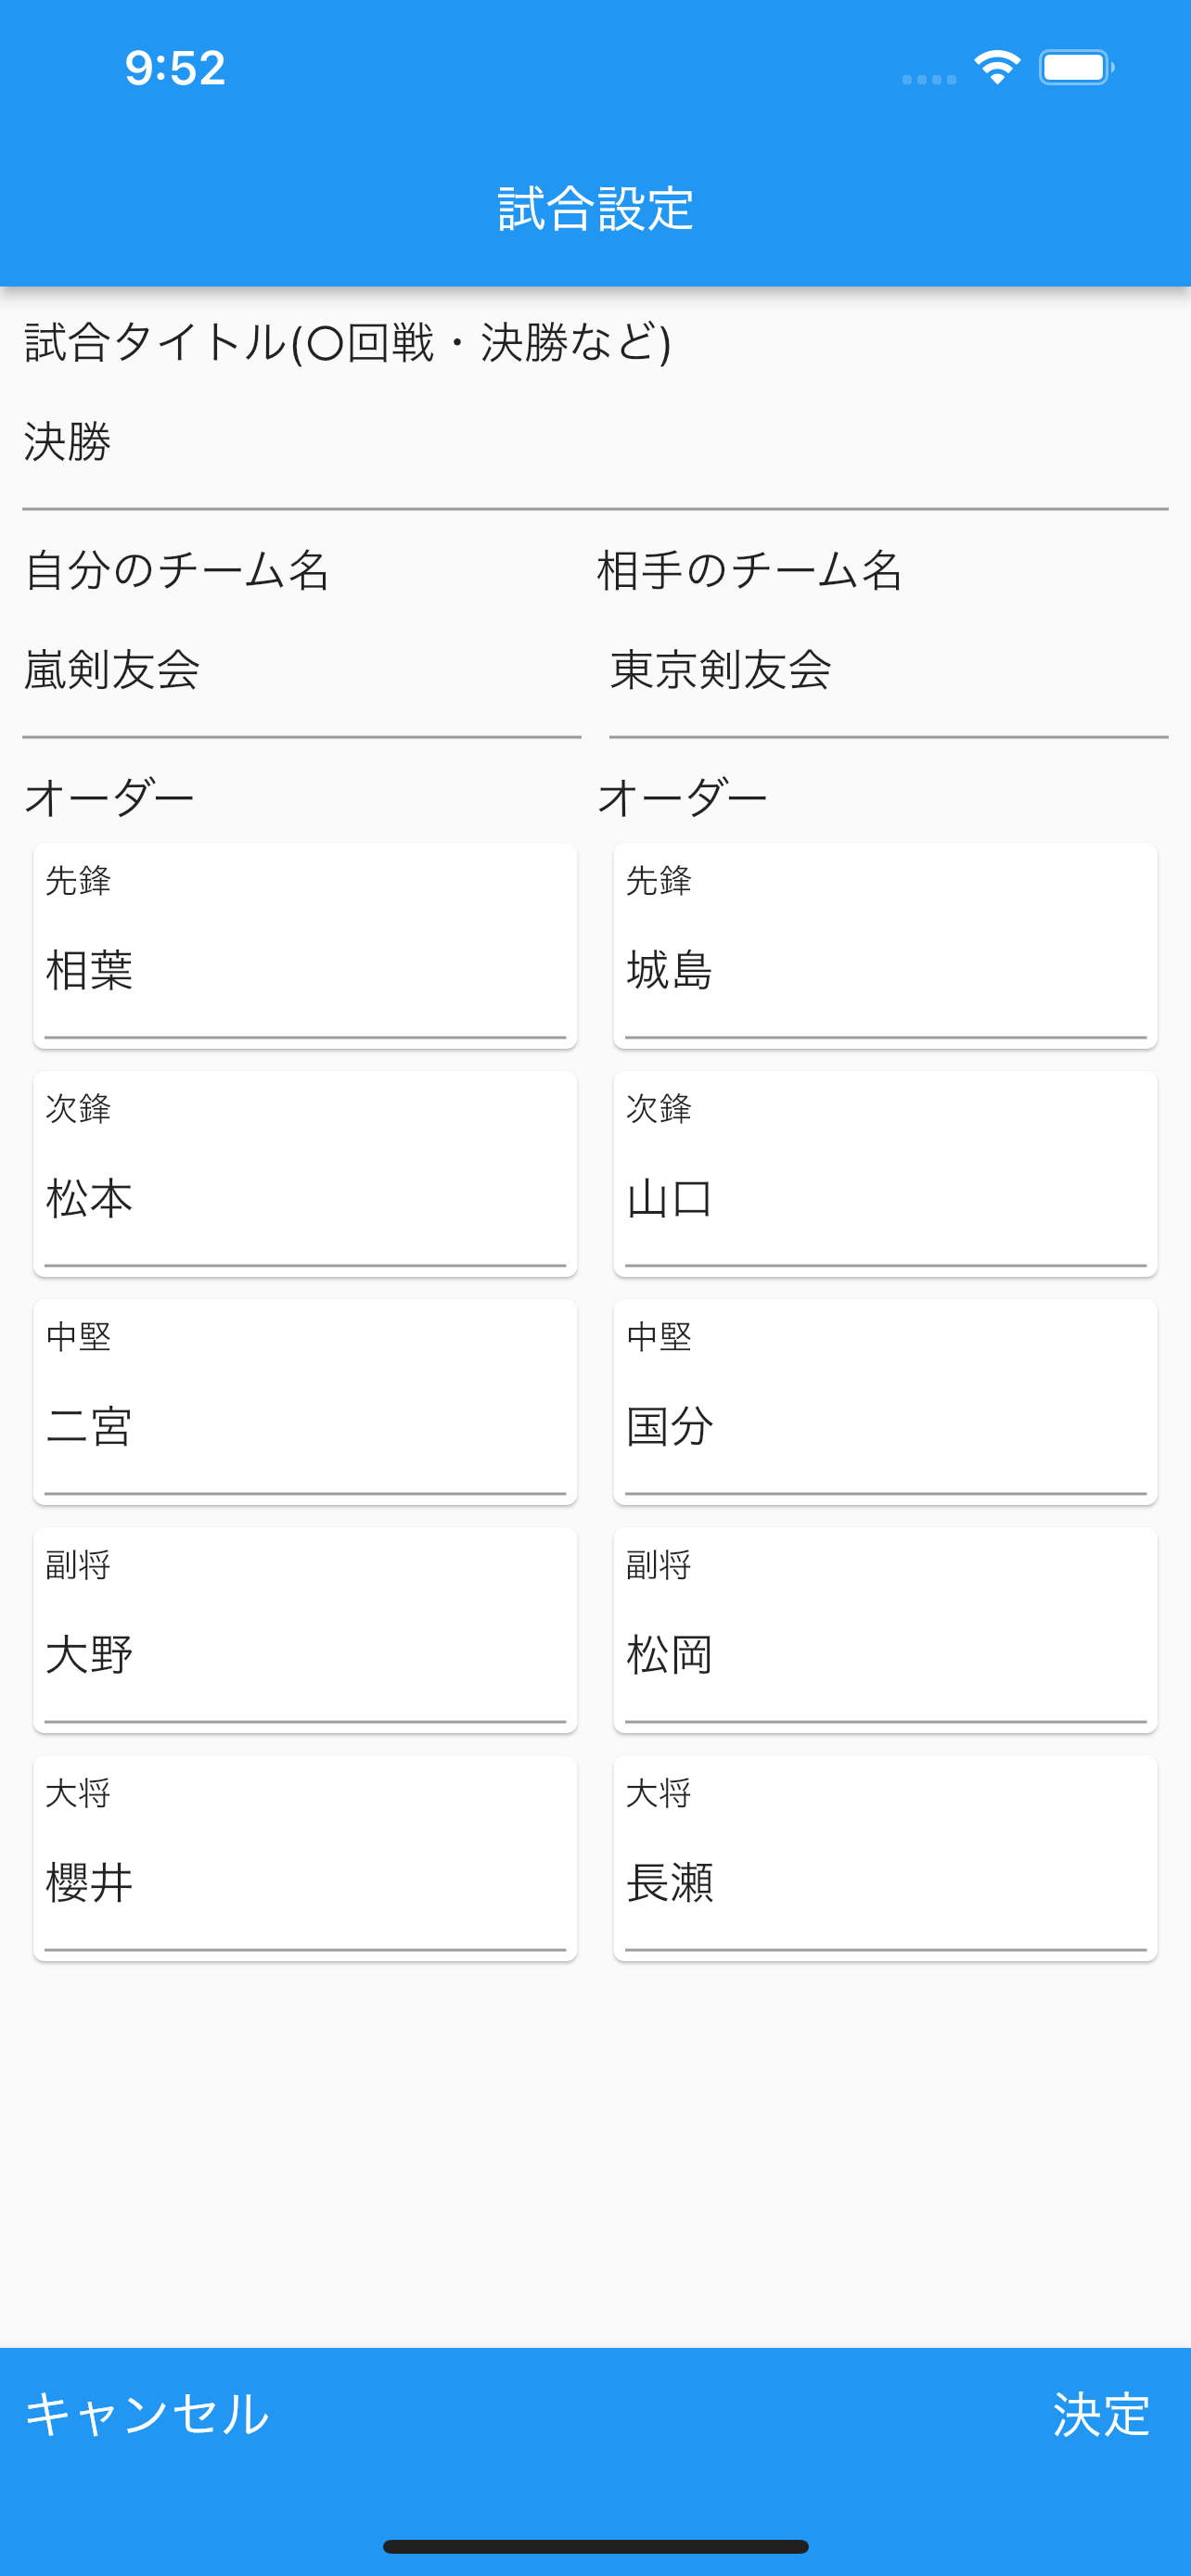 9:52
試合設定
試合タイトル(〇回戦・決勝など)
決勝
自分のチーム名 相手のチーム名
嵐剣友会 東京剣友会
オーダー オーダー
先鋒 先鋒
相葉 城島
次鋒 次鋒
松本 山口
中堅 中堅
二宮 国分
副将 副将
大野 松岡
大将 大将
櫻井 長瀬
キャンセル 決定